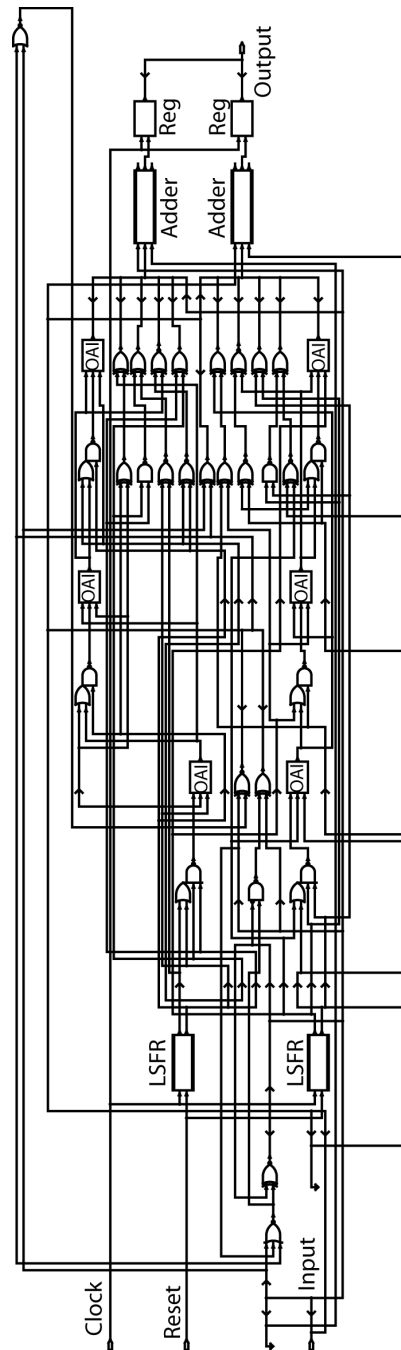 Output
Reg
Reg
Adder
Adder
OAI
OAI
OAI
OAI
OAI
OAI
LSFR
LSFR
Clock
Reset
Input